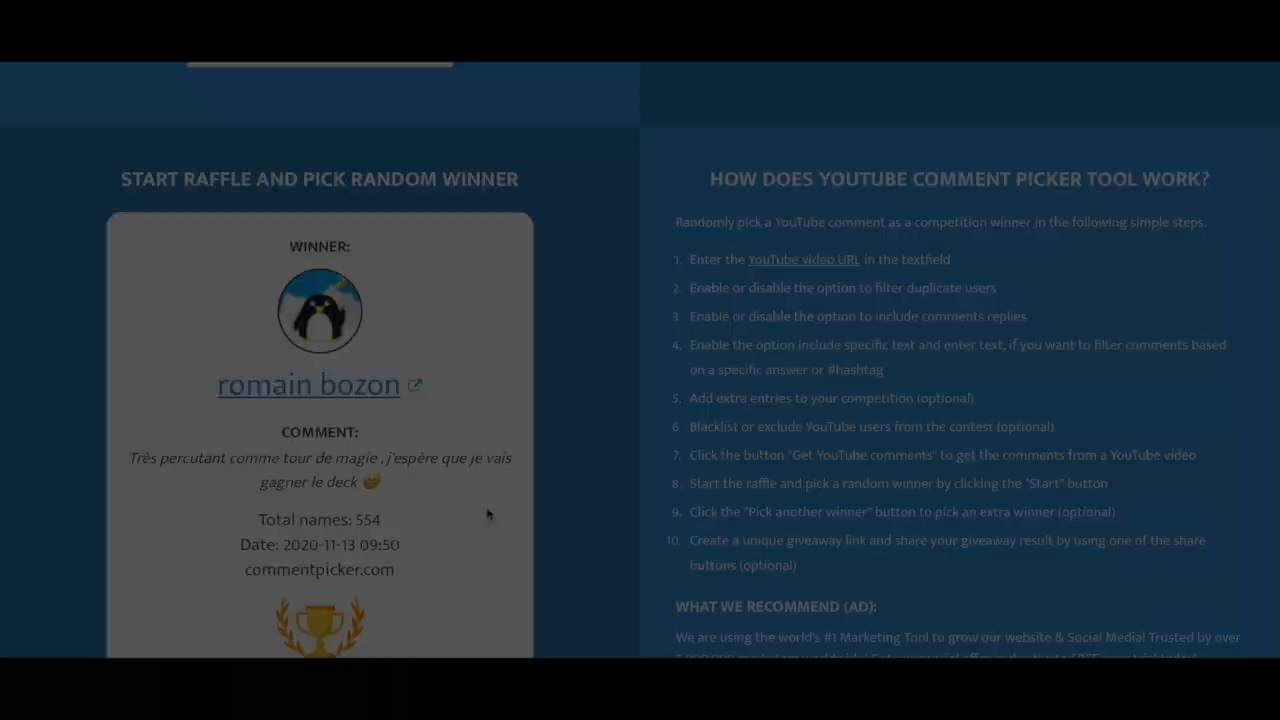 START RAFFLE AND PICK RANDOM WINNER
WINNER:
romain bozon
COMMENT:
Très percutant comme tour de magie , j'espère que je vais
gagner le deck
Total names: 554
Date: 2020-11-13 09:50
commentpicker.com
HOW DOES YOUTUBE COMMENT PICKER TOOL WORK?
Randomly pick a YouTube comment as a competition winner in the following simple steps.
1. Enter the YouTube video URL in the textfield
2. Enable or disable the option to filter duplicate users
3. Enable or disable the option to include comments replies
4. Enable the option include specific text and enter text, if you want to filter comments based
on a specific answer or #hashtag
5. Add extra entries to your competition (optional).
6. Blacklist or exclude YouTube users from the contest (optional)
7. Click the button "Get YouTube comments" to get the comments from a YouTube video
8. Start the raffle and pick a random winner by clicking the "Start" button
9. Click the "Pick another winner" button to pick an extra winner (optional)
10. Create a unique giveaway link and share your giveaway result by using one of the share
buttons (optional)
WHAT WE RECOMMEND (AD):
We are using the world's #1 Marketing Tool to grow our website & Social Media! Trusted by over